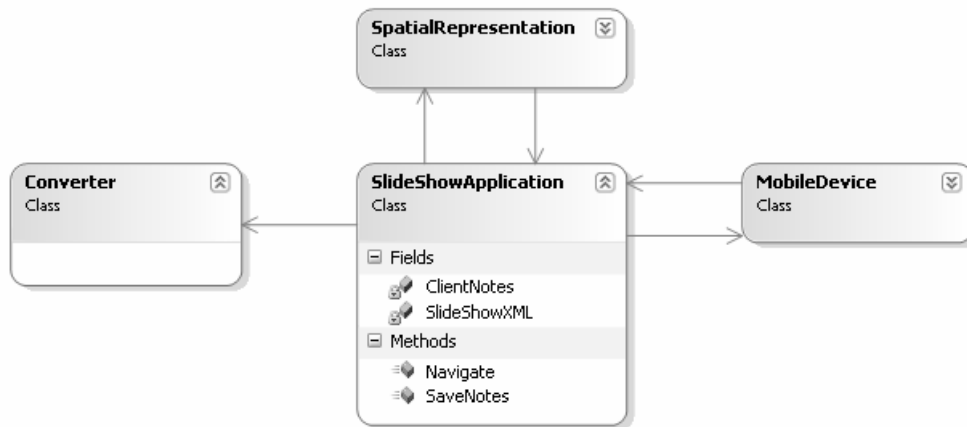 SpatialRepresentation
Class
Converter
Class
SlideShowApplication
Class
Fields
ClientNotes
SlideShowXML
Methods
Navigate
SaveNotes
MobileDevice
Class